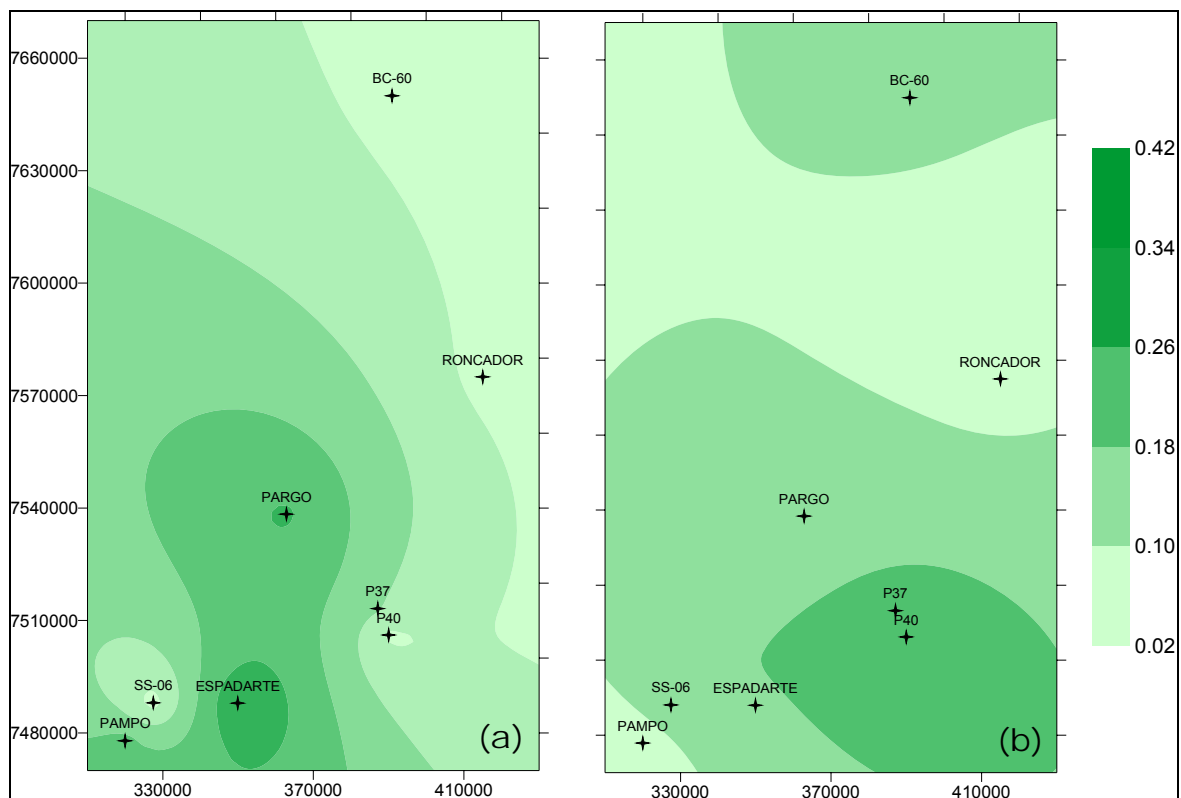 7660000
7630000
7600000
7570000
7540000
7510000
7480000
BC-60
RONCADOR
PARGO
P37
P40
SS-06
ESPADARTE
PAMPO
(a)
330000
370000
410000
BC-60
RONCADOR
PARGO
P37
P40
SS-06
ESPADARTE
PAMPO
(b)
330000
370000
410000
0.42
0.34
0.26
0.18
0.10
0.02